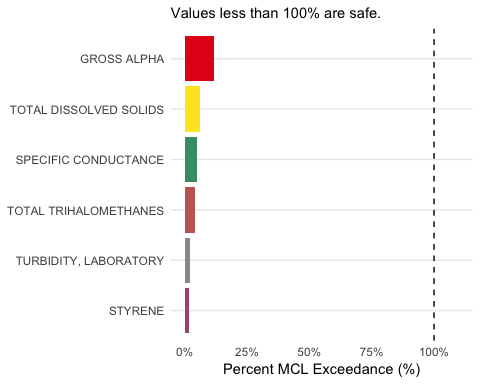 Values less than 100% are safe.
GROSS ALPHA
TOTAL DISSOLVED SOLIDS
SPECIFIC CONDUCTANCE
TOTAL TRIHALOMETHANES
TURBIDITY, LABORATORY
STYRENE
0% 25% 50% 75% 100%
Percent MCL Exceedance (%)